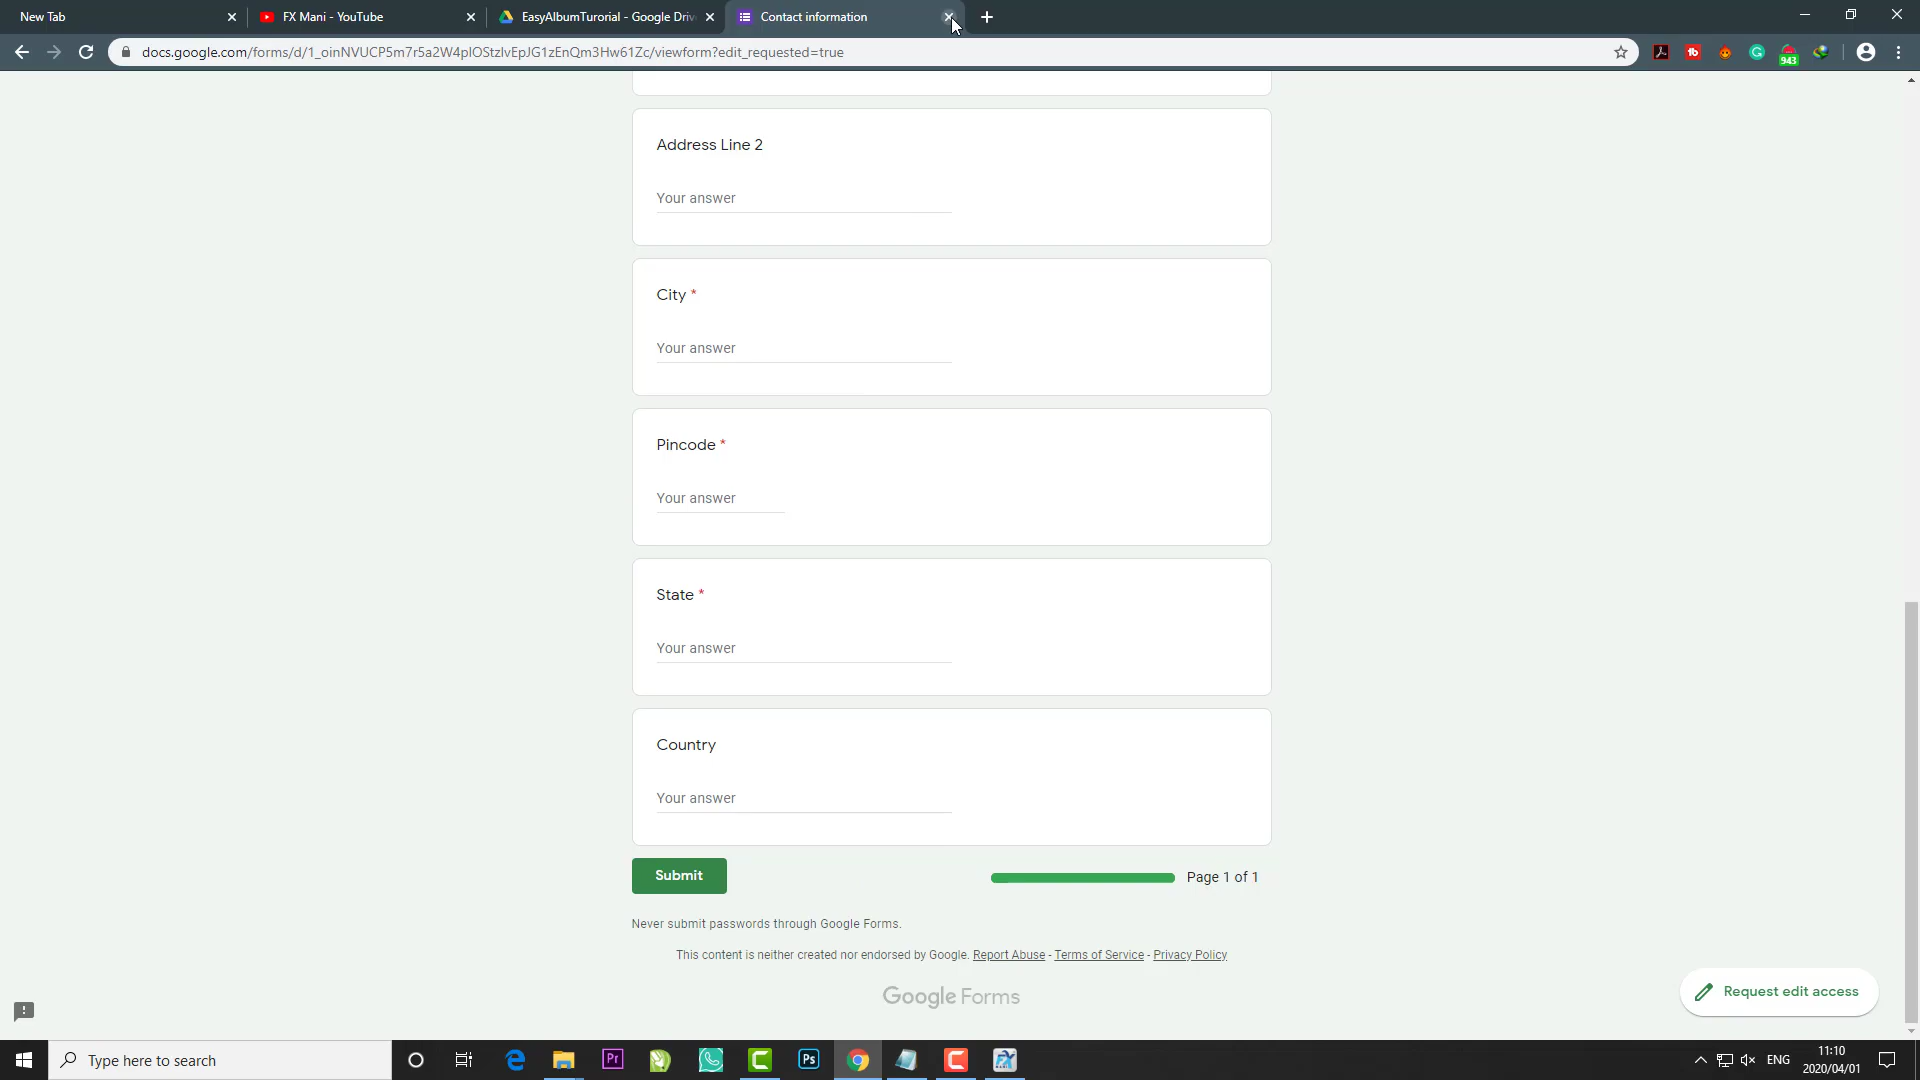 New Tab
FX Mani - YouTube
EasyAlbumTurorial - Google Driv
Contact information
docs.google.com/forms/d/1_oinNVUCP5m7r5a2W4plOStzlvEpJG1zEnQm3Hw61Zc/viewform?edit_requested=true
943
Address Line 2
Your answer
City *
Your answer
Pincode *
Your answer
State *
Your answer
Country
Your answer
Submit
Page 1 of 1
Never submit passwords through Google Forms.
This content is neither created nor endorsed by Google. Report Abuse - Terms of Service - Privacy Policy
Google Forms
Request edit access
Type here to search
Pr
Ps
ENG
11:10
2020/04/01